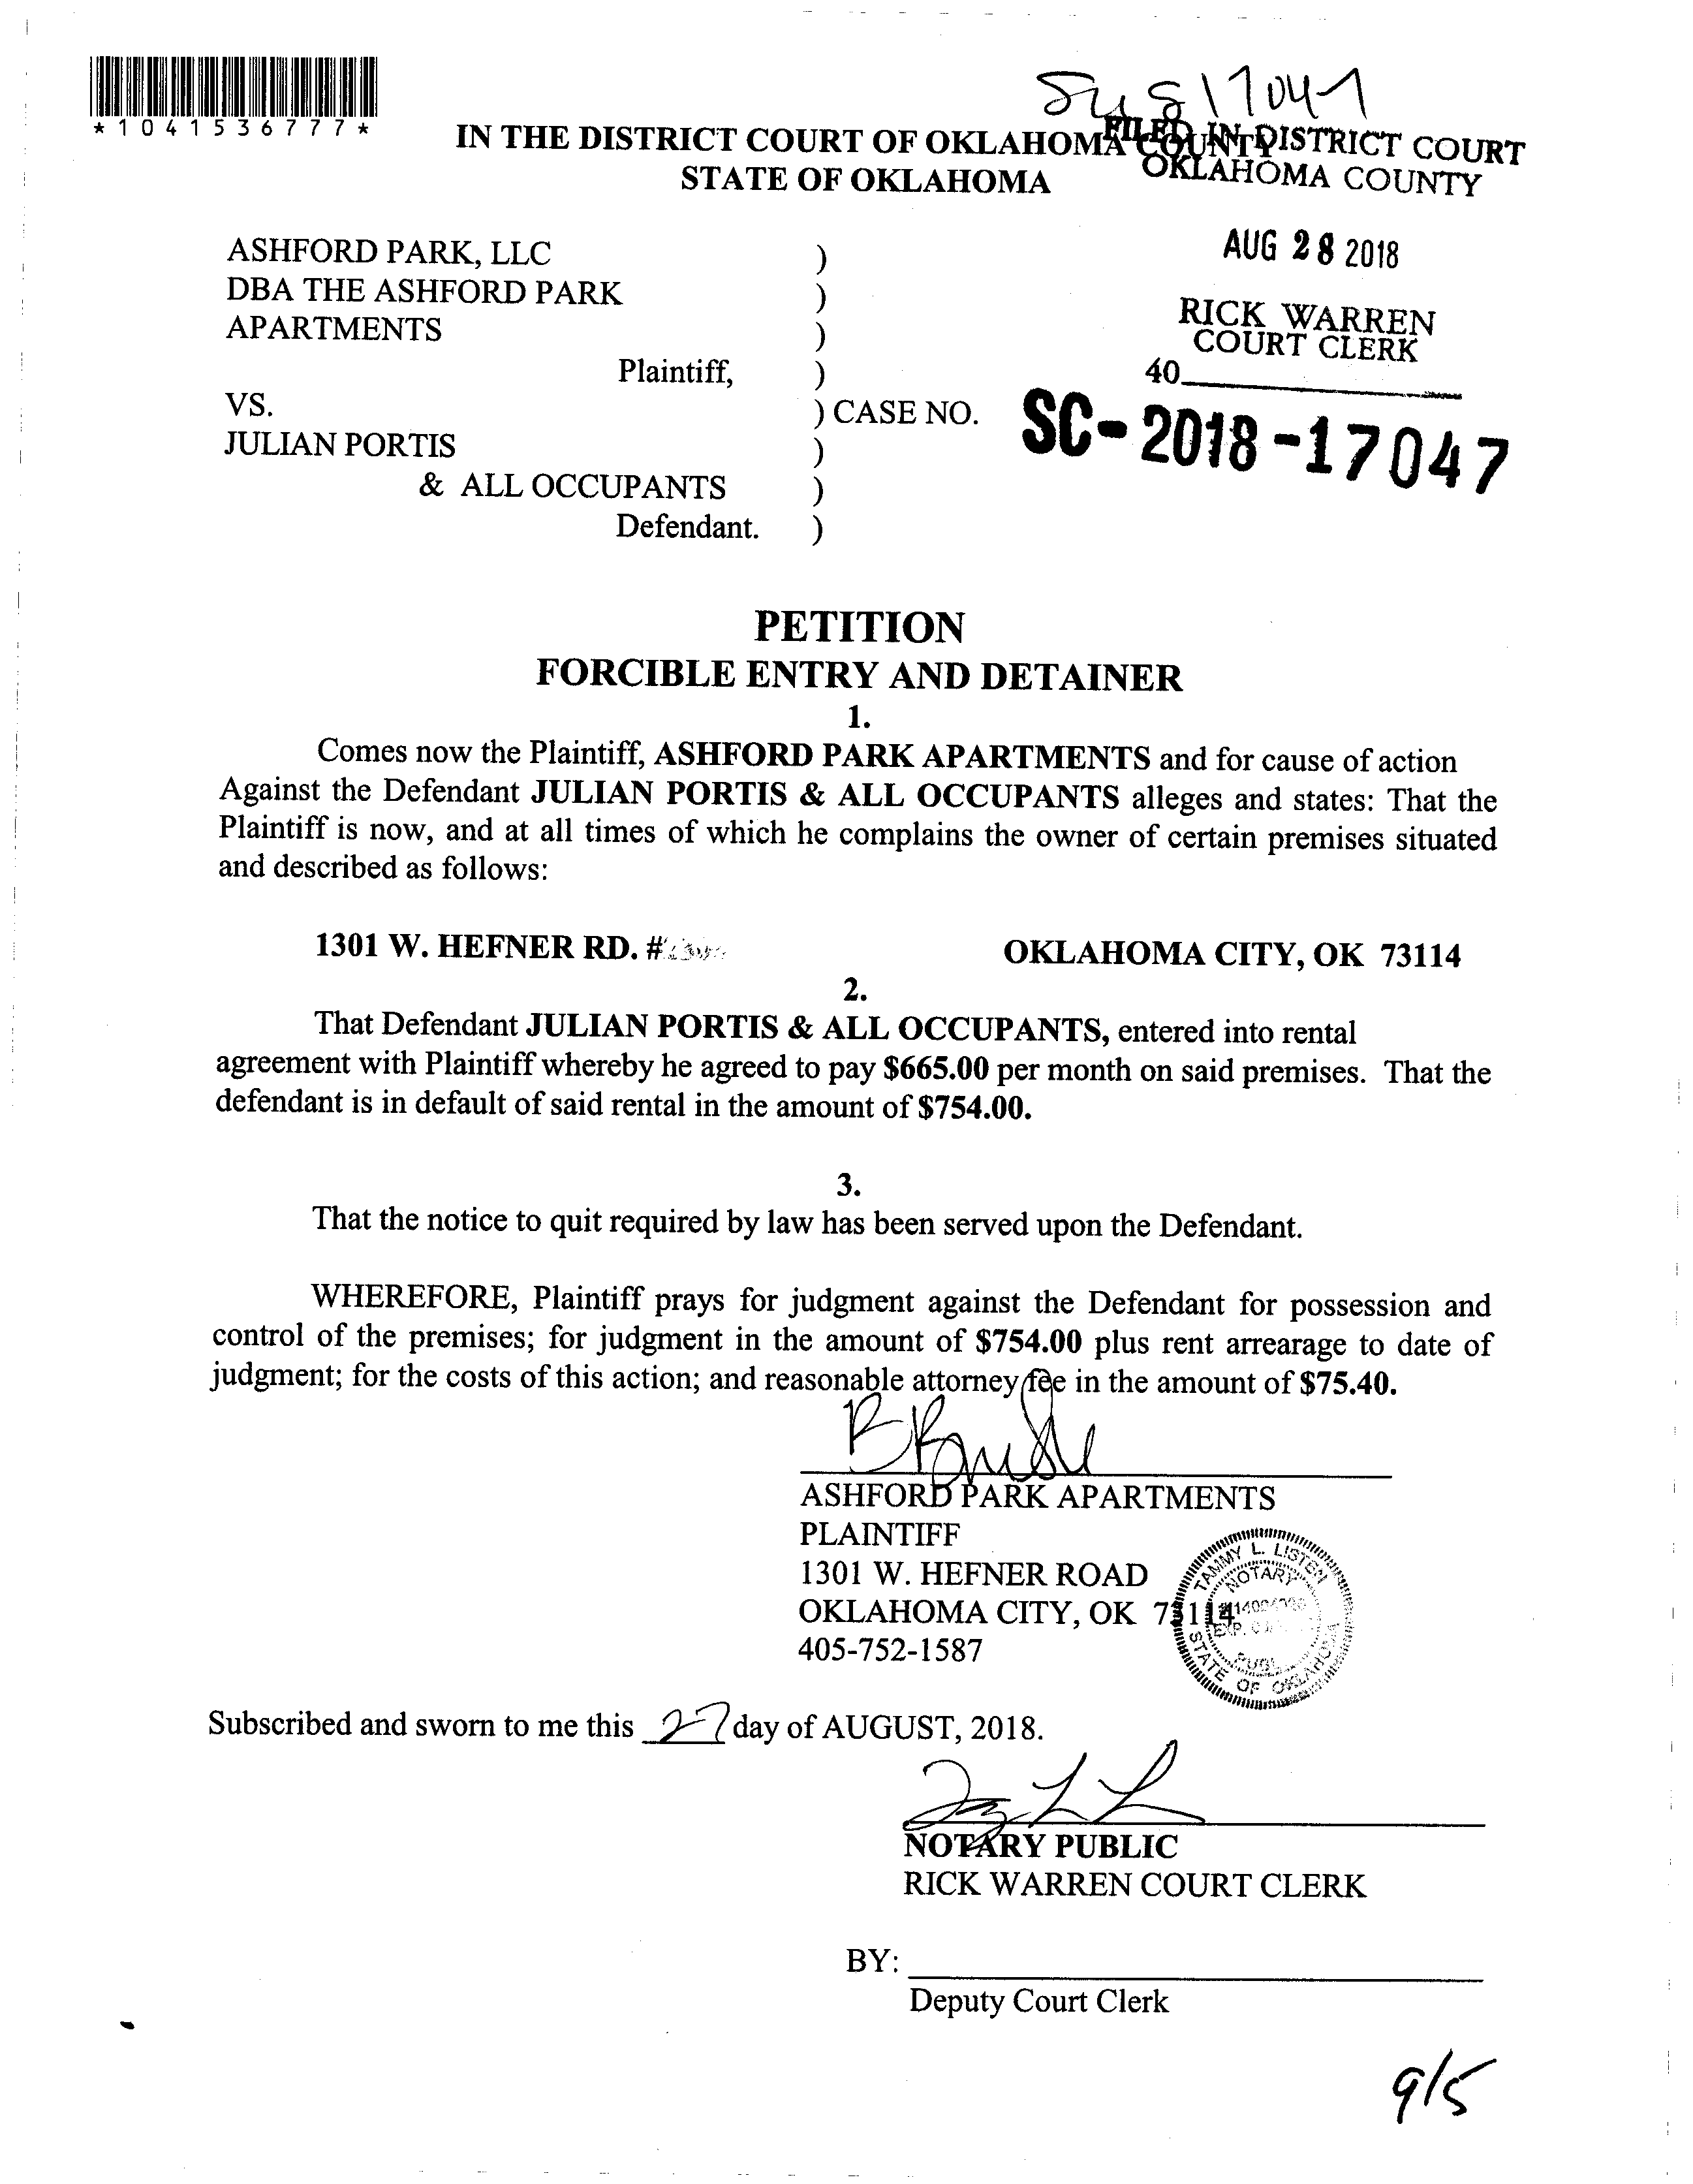 *1041536777*
IN THE DISTRICT COURT OF OKLAHOMA COUNTY
STATE OF OKLAHOMA
FILED IN DISTRICT COURT
OKLAHOMA COUNTY
AUG 28 2018
RICK WARREN
COURT CLERK
40
ASHFORD PARK, LLC )
DBA THE ASHFORD PARK )
APARTMENTS )
Plaintiff, )
VS. ) CASE NO. SC-2018-17047
JULIAN PORTIS )
& ALL OCCUPANTS )
Defendant. )
PETITION
FORCIBLE ENTRY AND DETAINER
1.
Comes now the Plaintiff, ASHFORD PARK APARTMENTS and for cause of action
Against the Defendant JULIAN PORTIS & ALL OCCUPANTS alleges and states: That the
Plaintiff is now, and at all times of which he complains the owner of certain premises situated
and described as follows:
1301 W. HEFNER RD. # OKLAHOMA CITY, OK 73114
2.
That Defendant JULIAN PORTIS & ALL OCCUPANTS, entered into rental
agreement with Plaintiff whereby he agreed to pay $665.00 per month on said premises. That the
defendant is in default of said rental in the amount of $754.00.
3.
That the notice to quit required by law has been served upon the Defendant.
WHEREFORE, Plaintiff prays for judgment against the Defendant for possession and
control of the premises; for judgment in the amount of $754.00 plus rent arrearage to date of
judgment; for the costs of this action; and reasonable attorney fee in the amount of $75.40.
ASHFORD PARK APARTMENTS
PLAINTIFF
1301 W. HEFNER ROAD
OKLAHOMA CITY, OK 73114
405-752-1587
TAMMY L. LISTEN
NOTARY
EXP.
PUBL
STATE OF OKLAHOMA
Subscribed and sworn to me this 27 day of AUGUST, 2018.
NOTARY PUBLIC
RICK WARREN COURT CLERK
BY:
Deputy Court Clerk
9/5